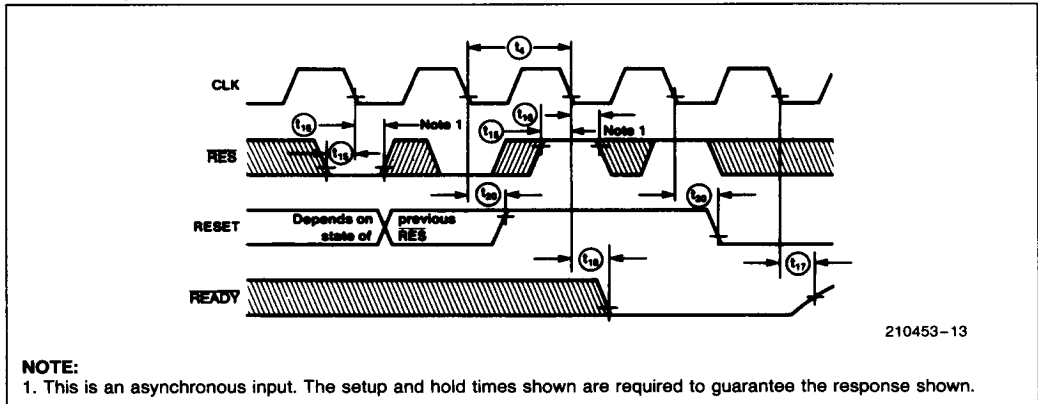 t4
CLK
t16
Note 1
t15
t16
Note 1
t15
RES
t20
t20
RESET
Depends on previous
state of RES
t18
t17
READY
210453–13
NOTE:
1. This is an asynchronous input. The setup and hold times shown are required to guarantee the response shown.